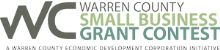 WC WARREN COUNTY
SMALL BUSINESS
GRANT CONTEST
A WARREN COUNTY ECONOMIC DEVELOPMENT CORPORATION INITIATIVE